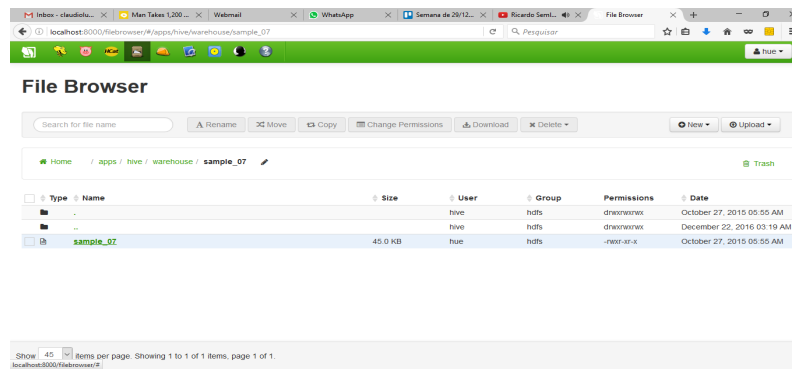 Inbox - claudiolu... Man Takes 1,200 ... Webmail WhatsApp Semana de 29/12... Ricardo Seml... File Browser
localhost:8000/filebrowser/#/apps/hive/warehouse/sample_07 Pesquisar
HCat hue
File Browser
Search for file name Rename Move Copy Change Permissions Download Delete New Upload
Home / apps / hive / warehouse / sample_07 Trash
Type Name Size User Group Permissions Date
. hive hdfs drwxrwxrwx October 27, 2015 05:55 AM
.. hive hdfs drwxrwxrwx December 22, 2016 03:19 AM
sample_07 45.0 KB hue hdfs -rwxr-xr-x October 27, 2015 05:55 AM
Show 45 items per page. Showing 1 to 1 of 1 items, page 1 of 1.
localhost:8000/filebrowser/#